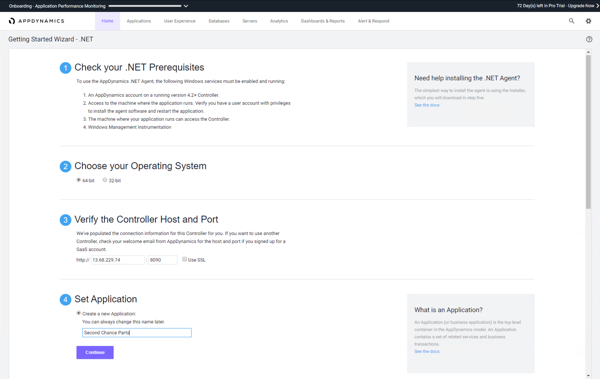 Onboarding · Application Performance Monitoring
72 Day(s) left in Pro Trial · Upgrade Now
APPDYNAMICS
Home Applications User Experience Databases Servers Analytics Dashboards & Reports Alert & Respond
Getting Started Wizard - .NET
1 Check your .NET Prerequisites
To use the AppDynamics .NET Agent, the following Windows services must be enabled and running:
1. An AppDynamics account on a running version 4.2+ Controller.
2. Access to the machine where the application runs. Verify you have a user account with privileges
to install the agent software and restart the application.
3. The machine where your application runs can access the Controller.
4. Windows Management Instrumentation
Need help installing the .NET Agent?
The simplest way to install the agent is using the installer,
which you will download in step five.
See the docs
2 Choose your Operating System
64-bit 32-bit
3 Verify the Controller Host and Port
We've populated the connection information for this Controller for you. If you want to use another
Controller, check your welcome email from AppDynamics for the host and port if you signed up for a
SaaS account.
http:// 13.68.229.14 : 8090 Use SSL
4 Set Application
Create a new Application:
You can always change this name later.
Second Chance Parts
Continue
What is an Application?
An Application (or business application) is the top-level
container in the AppDynamics model. An Application
contains a set of related services and business
transactions.
See the docs